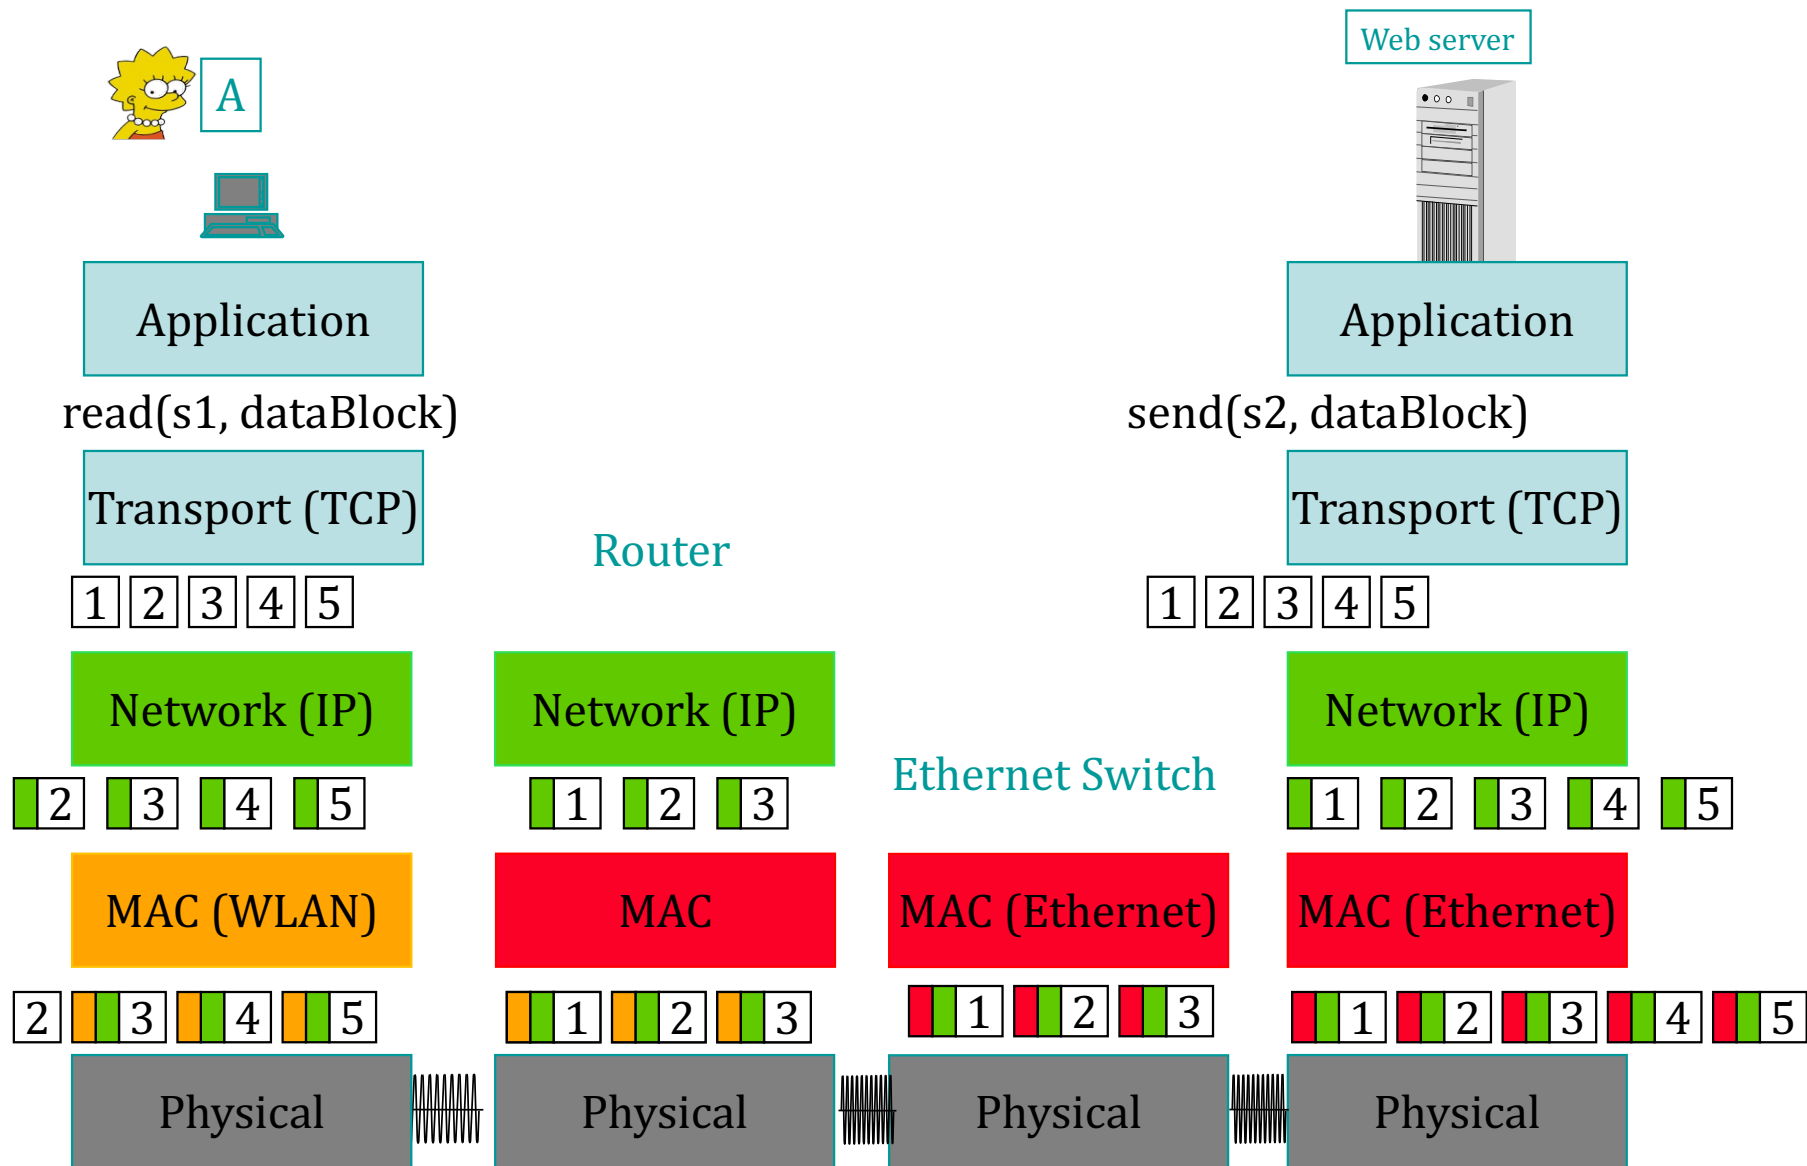 Web server
A
Application
Application
read(s1, dataBlock)
send(s2, dataBlock)
Transport (TCP)
Transport (TCP)
Router
1 2 3 4 5
1 2 3 4 5
Network (IP)
Network (IP)
Network (IP)
Ethernet Switch
2 3 4 5
1 2 3
1 2 3 4 5
MAC (WLAN)
MAC
MAC (Ethernet)
MAC (Ethernet)
2 3 4 5
1 2 3
1 2 3
1 2 3 4 5
Physical
Physical
Physical
Physical